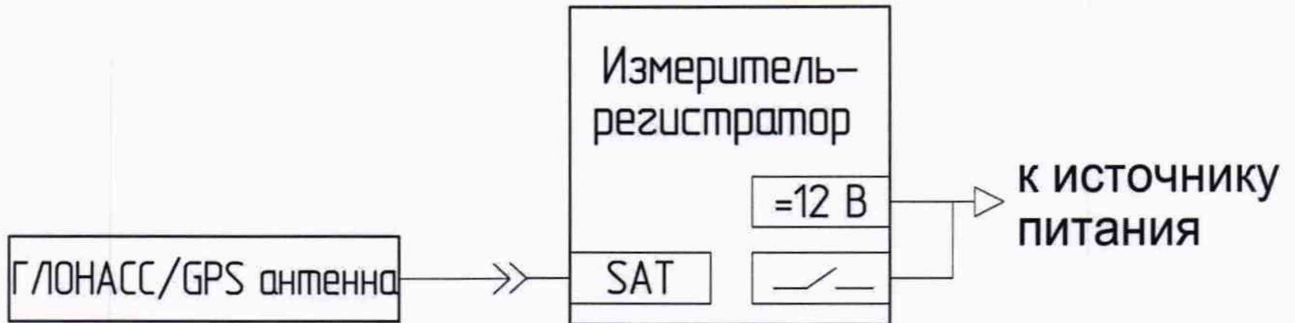 Измеритель-
регистратор
=12 В
к источнику
питания
ГЛОНАСС/GPS антенна
SAT